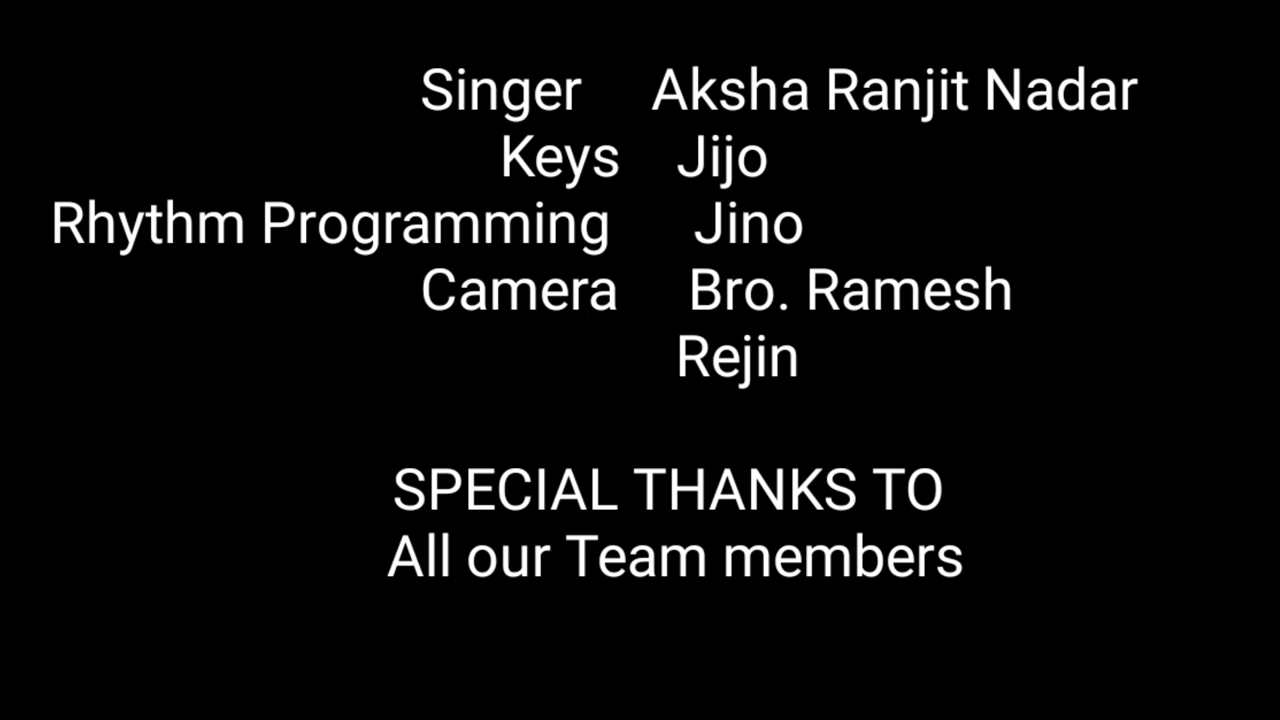 Singer Aksha Ranjit Nadar
Keys Jijo
Rhythm Programming Jino
Camera Bro. Ramesh
Rejin
SPECIAL THANKS TO
All our Team members